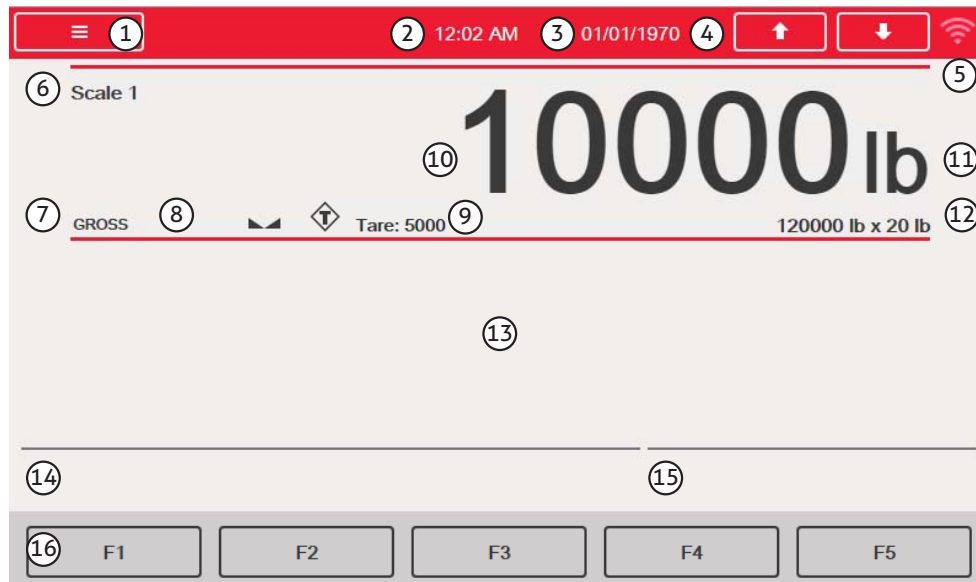 1 2 12:02 AM 3 01/01/1970 4
5
6 Scale 1
10 10000 lb 11
7 GROSS 8 T Tare: 5000 9 120000 lb x 20 lb 12
13
14 15
16 F1 F2 F3 F4 F5